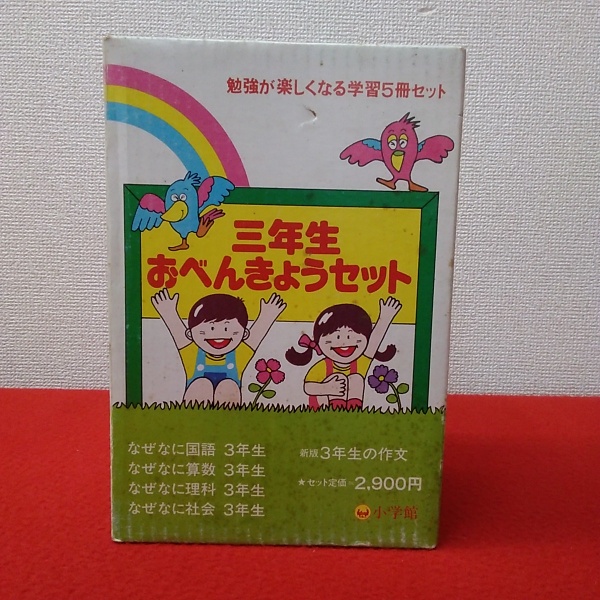 勉強が楽しくなる学習5冊セット
三年生
おべんきょうセット
なぜなに国語 3年生
なぜなに算数 3年生
なぜなに理科 3年生
なぜなに社会 3年生
新版3年生の作文
★セット定価 2,900円
小学館